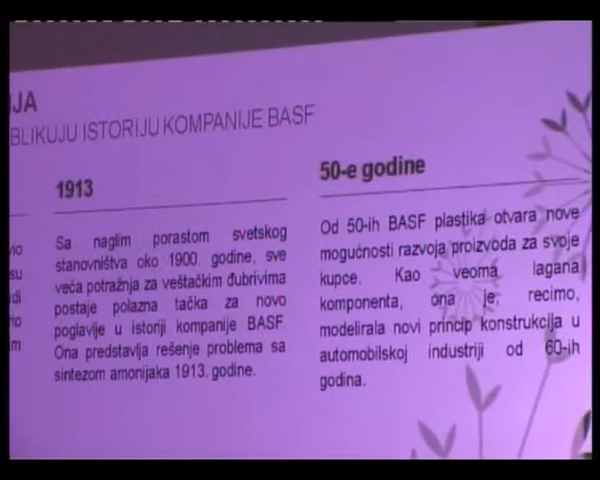 IJA
BLIKUJU ISTORIJU KOMPANIJE BASF
1913
Sa naglim porastom svetskog
stanovništva oko 1900. godine, sve
veća potražnja za veštačkim đubrivima
postaje polazna tačka za novo
poglavlje u istoriji kompanije BASF.
Ona predstavlja rešenje problema sa
sintezom amonijaka 1913. godine.
50-e godine
Od 50-ih BASF plastika otvara nove
mogućnosti razvoja proizvoda za svoje
kupce. Kao veoma lagana
komponenta, ona je, recimo,
modelirala novi princip konstrukcija u
automobilskoj industriji od 60-ih
godina.